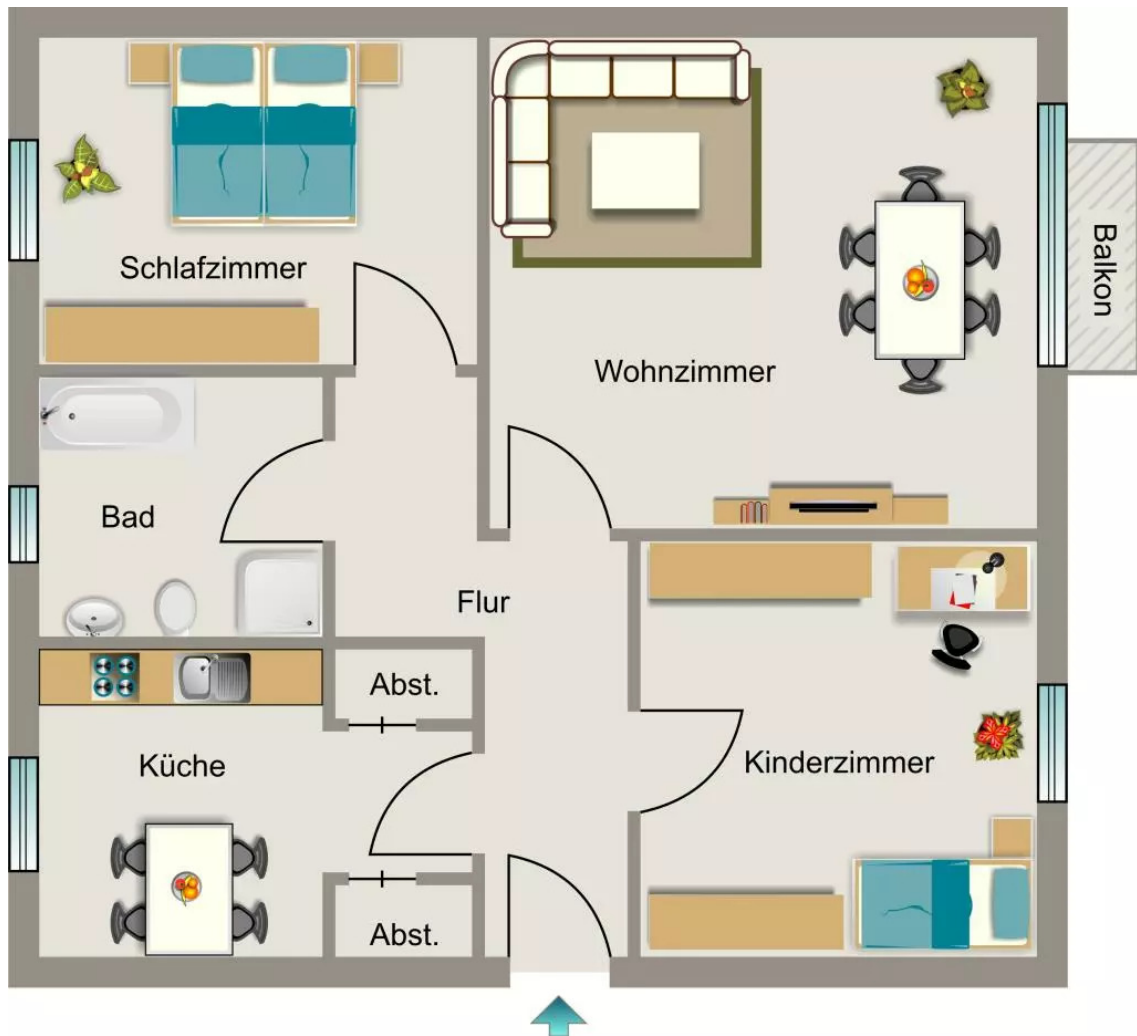 Schlafzimmer
Balkon
Wohnzimmer
Bad
Flur
Abst.
Küche
Kinderzimmer
Abst.